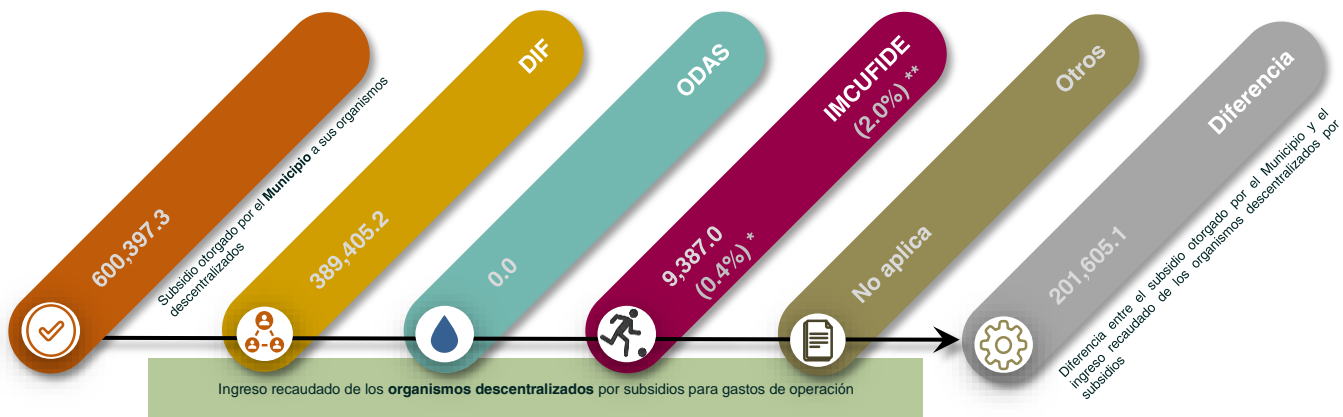 600,397.3
Subsidio otorgado por el Municipio a sus organismos
descentralizados
DIF
389,405.2
ODAS
0.0
IMCUFIDE
(2.0%) **
9,387.0
(0.4%) *
Otros
No aplica
Diferencia
201,605.1
Diferencia entre el subsidio otorgado por el Municipio y el
ingreso recaudado de los organismos descentralizados por
subsidios
Ingreso recaudado de los organismos descentralizados por subsidios para gastos de operación